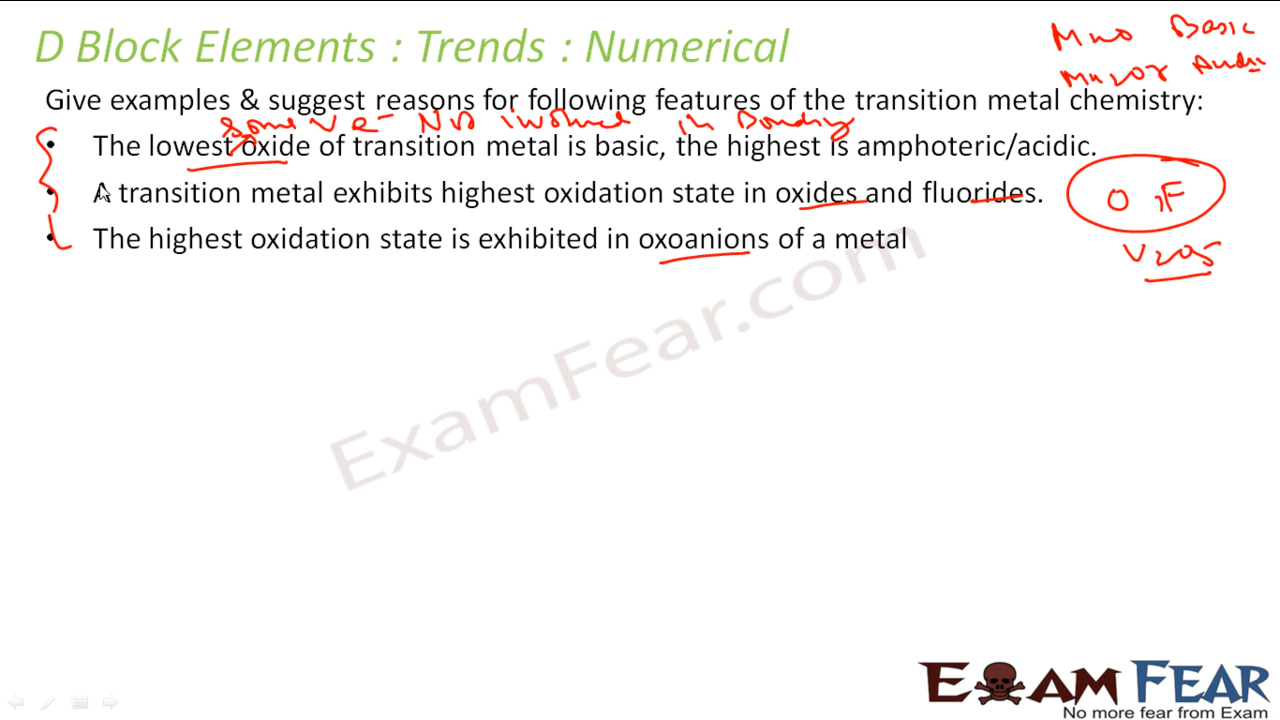 D Block Elements : Trends : Numerical
MnO Basic
Mn2O7 Acidic
Give examples & suggest reasons for following features of the transition metal chemistry:
Some V e- Not involved in Bonding
• The lowest oxide of transition metal is basic, the highest is amphoteric/acidic.
• A transition metal exhibits highest oxidation state in oxides and fluorides.
O , F
• The highest oxidation state is exhibited in oxoanions of a metal
V2O5
ExamFear.com
EXAM FEAR
No more fear from Exam